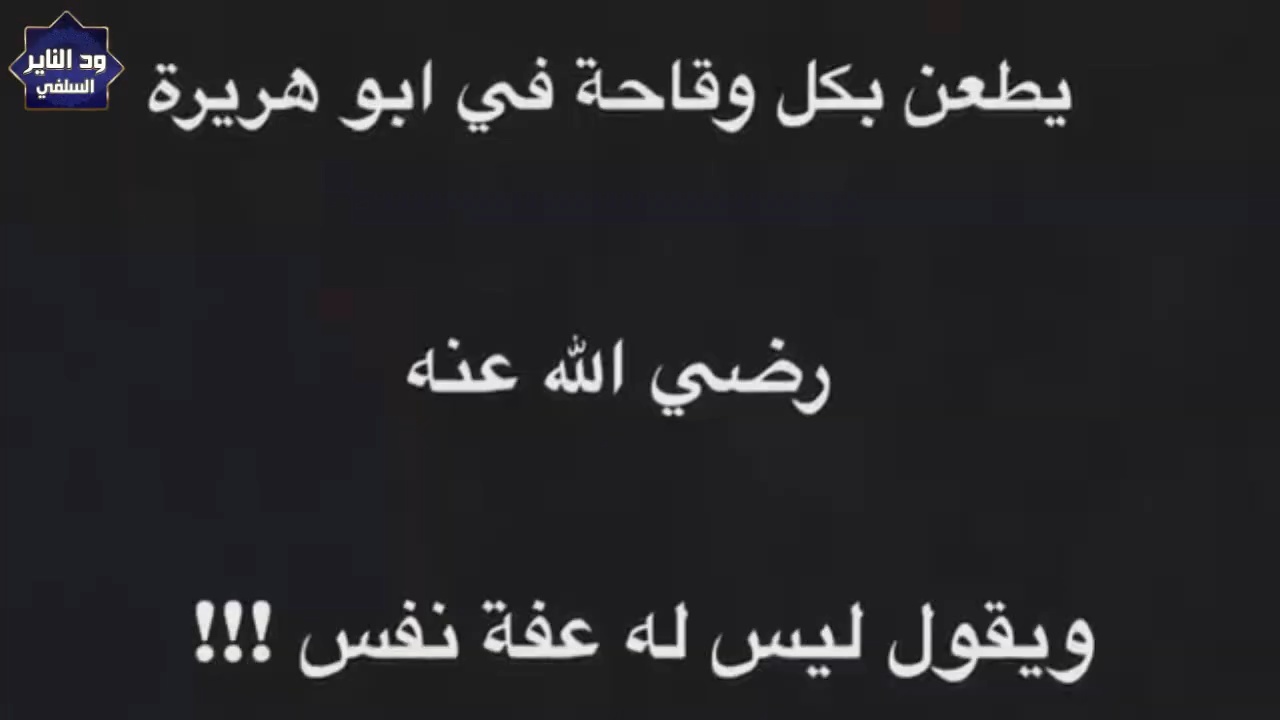 ود الناير
السلفي
يطعن بكل وقاحة في ابو هريرة
رضي الله عنه
ويقول ليس له عفة نفس !!!